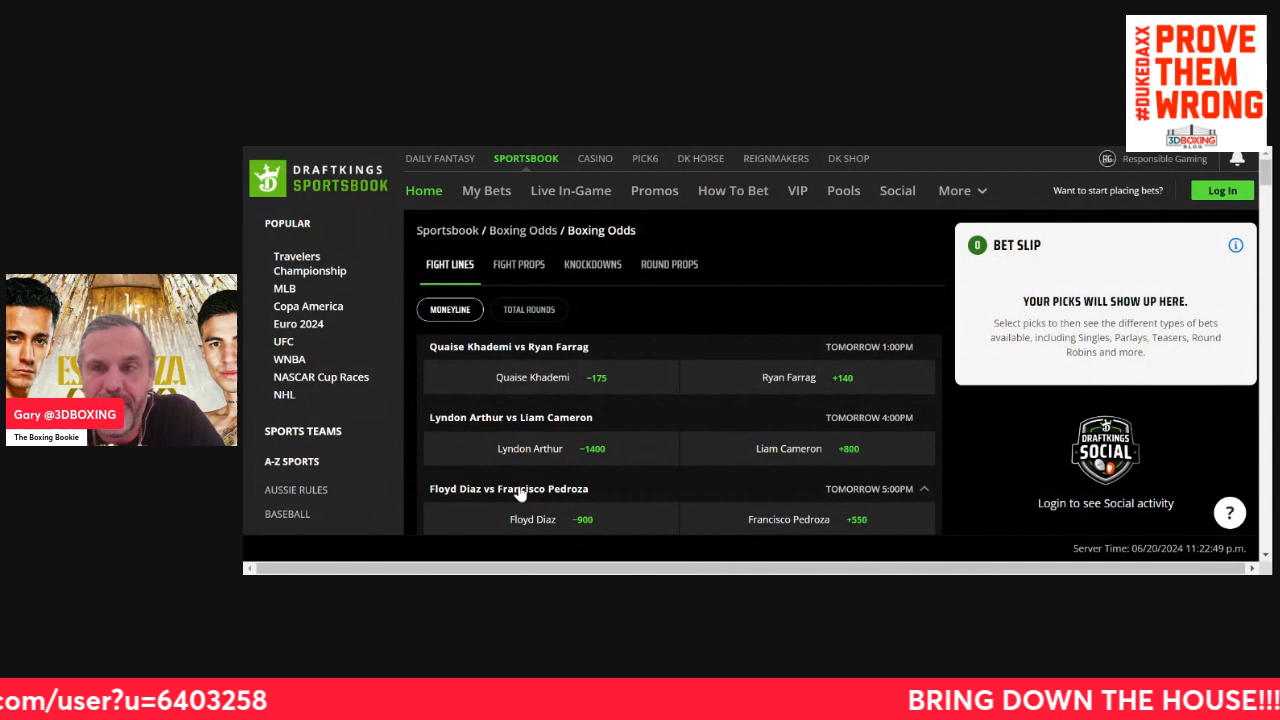 #DUKEDAXX
PROVE
THEM
WRONG
3DBOXING
BLOG
DRAFTKINGS
SPORTSBOOK
DAILY FANTASY SPORTSBOOK CASINO PICK6 DK HORSE REIGNMAKERS DK SHOP
RG Responsible Gaming
Home My Bets Live In-Game Promos How To Bet VIP Pools Social More
Want to start placing bets? Log In
POPULAR
Travelers
Championship
MLB
Copa America
Euro 2024
UFC
WNBA
NASCAR Cup Races
NHL
SPORTS TEAMS
A-Z SPORTS
AUSSIE RULES
BASEBALL
Sportsbook / Boxing Odds / Boxing Odds
FIGHT LINES FIGHT PROPS KNOCKDOWNS ROUND PROPS
MONEYLINE TOTAL ROUNDS
Quaise Khademi vs Ryan Farrag TOMORROW 1:00PM
Quaise Khademi −175 Ryan Farrag +140
Lyndon Arthur vs Liam Cameron TOMORROW 4:00PM
Lyndon Arthur −1400 Liam Cameron +800
Floyd Diaz vs Francisco Pedroza TOMORROW 5:00PM
Floyd Diaz −900 Francisco Pedroza +550
0 BET SLIP
YOUR PICKS WILL SHOW UP HERE.
Select picks to then see the different types of bets
available, including Singles, Parlays, Teasers, Round
Robins and more.
DRAFTKINGS
SOCIAL
Login to see Social activity
?
Server Time: 06/20/2024 11:22:49 p.m.
Gary @3DBOXING
The Boxing Bookie
com/user?u=6403258
BRING DOWN THE HOUSE!!!